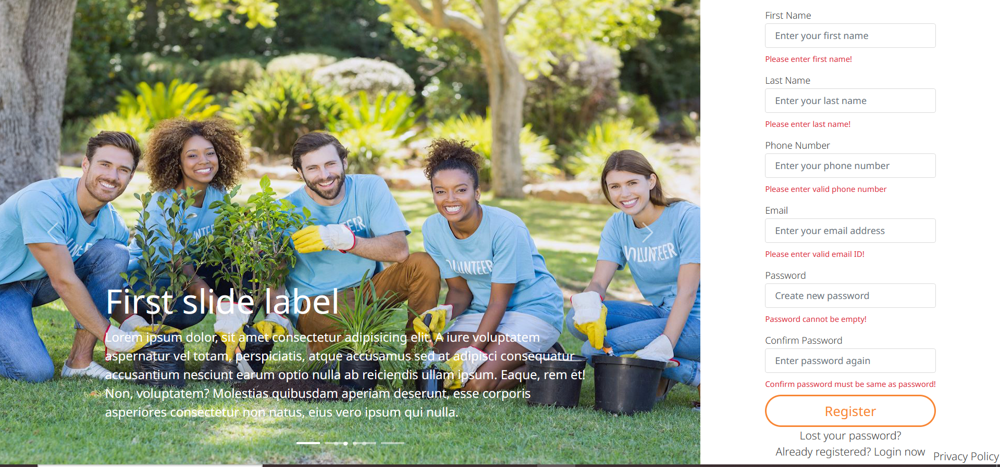 First Name
Enter your first name
Please enter first name!
Last Name
Enter your last name
Please enter last name!
Phone Number
Enter your phone number
Please enter valid phone number
Email
Enter your email address
Please enter valid email ID!
Password
Create new password
Password cannot be empty!
Confirm Password
Enter password again
Confirm password must be same as password!
Register
Lost your password?
Already registered? Login now
Privacy Policy
VOLUNTEER
First slide label
Lorem ipsum dolor, sit amet consectetur adipisicing elit. A iure voluptatem
aspernatur vel totam, perspiciatis, atque accusamus sed at adipisci consequatur
accusantium nesciunt earum optio nulla ab reiciendis ullam ipsum. Eaque, rem et!
Non, voluptatem? Molestias quibusdam aperiam deserunt, esse corporis
asperiores consectetur non natus, eius vero ipsum qui nulla.